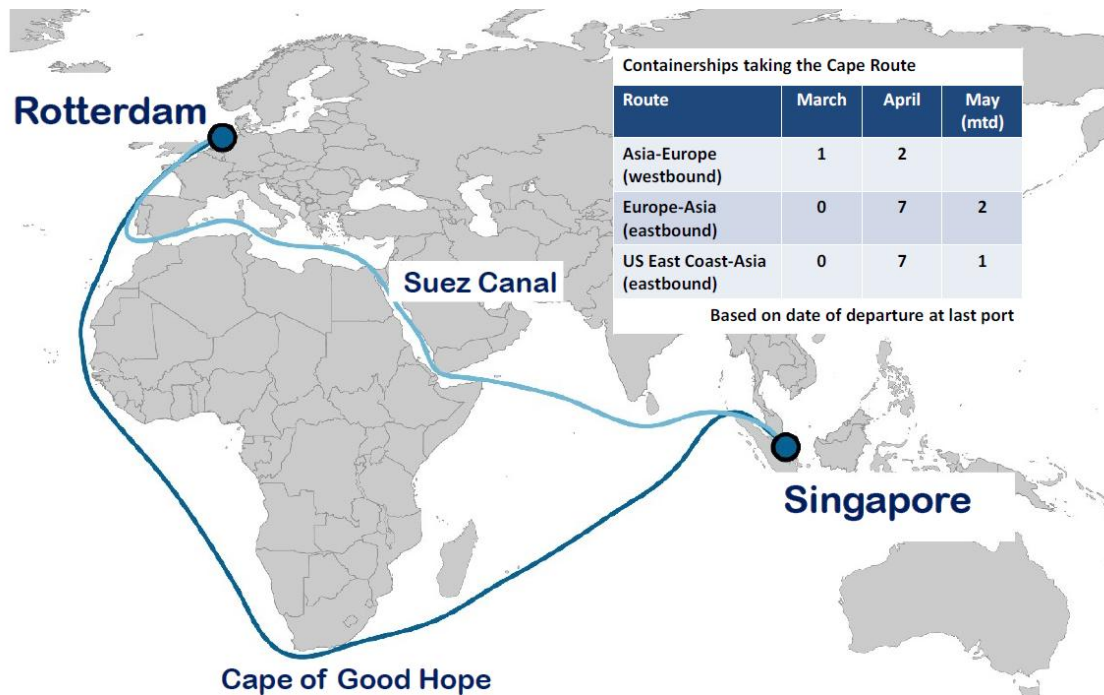 Containerships taking the Cape Route
Route March April May
(mtd)
Asia-Europe 1 2
(westbound)
Europe-Asia 0 7 2
(eastbound)
US East Coast-Asia 0 7 1
(eastbound)
Based on date of departure at last port
Rotterdam
Suez Canal
Singapore
Cape of Good Hope